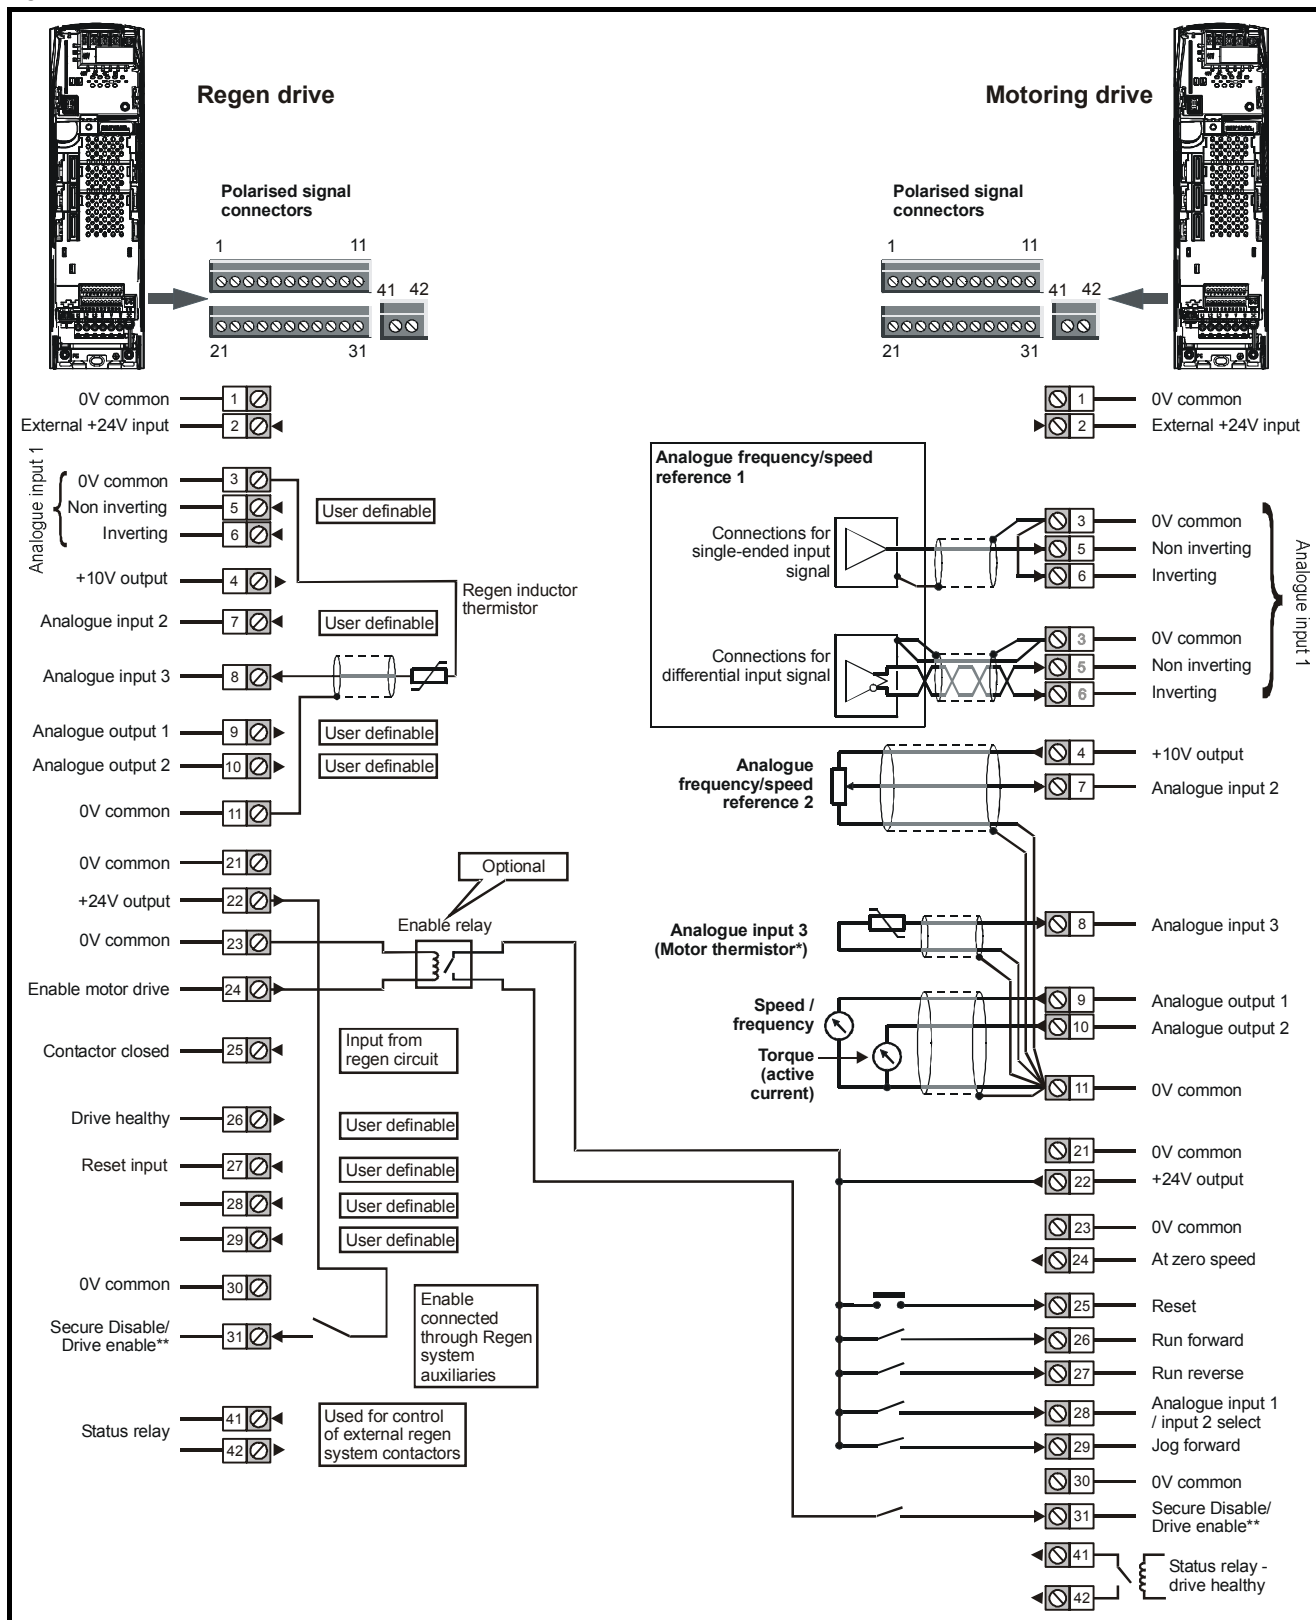 Regen drive
Motoring drive
Polarised signal
connectors
1 11
41 42
21 31
Polarised signal
connectors
1 11
41 42
21 31
0V common 1
External +24V input 2
Analogue input 1
0V common 3
Non inverting 5
Inverting 6
User definable
+10V output 4
Regen inductor
thermistor
Analogue input 2 7
User definable
Analogue input 3 8
Analogue output 1 9
User definable
Analogue output 2 10
User definable
0V common 11
0V common 21
Optional
+24V output 22
Enable relay
0V common 23
Enable motor drive 24
Contactor closed 25
Input from
regen circuit
Drive healthy 26
User definable
Reset input 27
User definable
28
User definable
29
User definable
0V common 30
Enable
connected
through Regen
system
auxiliaries
Secure Disable/
Drive enable** 31
Status relay
41
42
Used for control
of external regen
system contactors
1 0V common
2 External +24V input
Analogue frequency/speed
reference 1
Connections for
single-ended input
signal
3 0V common
5 Non inverting
6 Inverting
Analogue input 1
Connections for
differential input signal
3 0V common
5 Non inverting
6 Inverting
Analogue
frequency/speed
reference 2
4 +10V output
7 Analogue input 2
Analogue input 3
(Motor thermistor*)
8 Analogue input 3
Speed /
frequency
Torque
(active
current)
9 Analogue output 1
10 Analogue output 2
11 0V common
21 0V common
22 +24V output
23 0V common
24 At zero speed
25 Reset
26 Run forward
27 Run reverse
28 Analogue input 1
/ input 2 select
29 Jog forward
30 0V common
31 Secure Disable/
Drive enable**
41
42
Status relay -
drive healthy